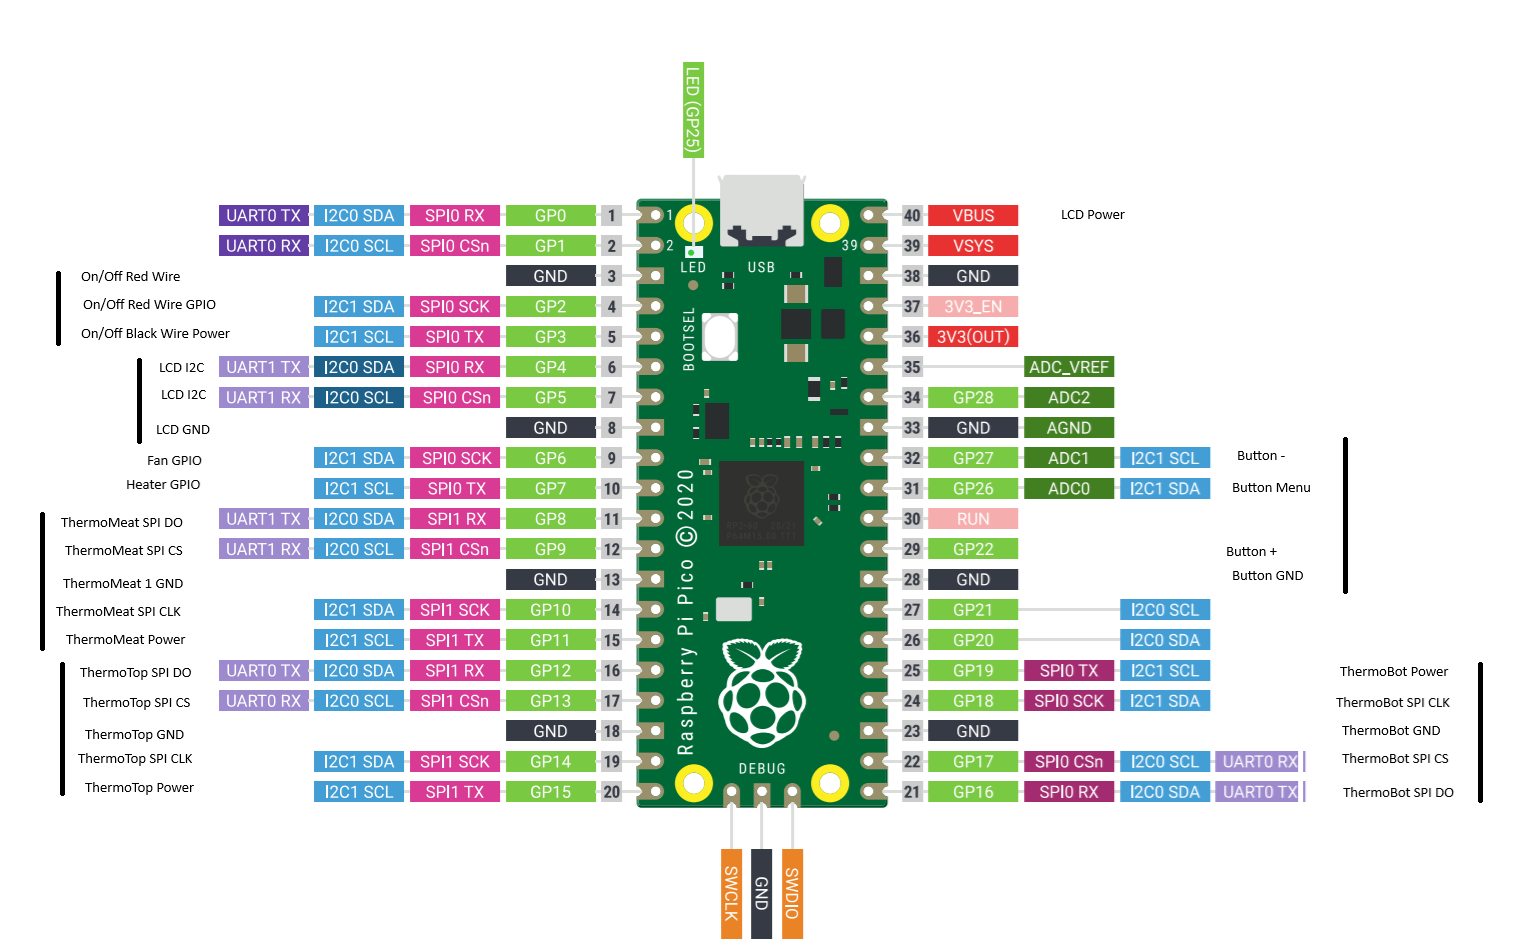 LED (GP25)
UART0 TX I2C0 SDA SPI0 RX GP0 1 1 40 VBUS LCD Power
UART0 RX I2C0 SCL SPI0 CSn GP1 2 2 39 39 VSYS
LED USB
On/Off Red Wire GND 3 38 GND
On/Off Red Wire GPIO I2C1 SDA SPI0 SCK GP2 4 37 3V3_EN
On/Off Black Wire Power I2C1 SCL SPI0 TX GP3 5 36 3V3(OUT)
BOOTSEL
LCD I2C UART1 TX I2C0 SDA SPI0 RX GP4 6 35 ADC_VREF
LCD I2C UART1 RX I2C0 SCL SPI0 CSn GP5 7 34 GP28 ADC2
LCD GND GND 8 33 GND AGND
Fan GPIO I2C1 SDA SPI0 SCK GP6 9 32 GP27 ADC1 I2C1 SCL Button -
Heater GPIO I2C1 SCL SPI0 TX GP7 10 31 GP26 ADC0 I2C1 SDA Button Menu
ThermoMeat SPI DO UART1 TX I2C0 SDA SPI1 RX GP8 11 30 RUN
ThermoMeat SPI CS UART1 RX I2C0 SCL SPI1 CSn GP9 12 29 GP22 Button +
ThermoMeat 1 GND GND 13 28 GND Button GND
ThermoMeat SPI CLK I2C1 SDA SPI1 SCK GP10 14 27 GP21 I2C0 SCL
ThermoMeat Power I2C1 SCL SPI1 TX GP11 15 26 GP20 I2C0 SDA
Raspberry Pi Pico ©2020
ThermoTop SPI DO UART0 TX I2C0 SDA SPI1 RX GP12 16 25 GP19 SPI0 TX I2C1 SCL ThermoBot Power
ThermoTop SPI CS UART0 RX I2C0 SCL SPI1 CSn GP13 17 24 GP18 SPI0 SCK I2C1 SDA ThermoBot SPI CLK
ThermoTop GND GND 18 23 GND ThermoBot GND
ThermoTop SPI CLK I2C1 SDA SPI1 SCK GP14 19 22 GP17 SPI0 CSn I2C0 SCL UART0 RX ThermoBot SPI CS
DEBUG
ThermoTop Power I2C1 SCL SPI1 TX GP15 20 21 GP16 SPI0 RX I2C0 SDA UART0 TX ThermoBot SPI DO
SWCLK GND SWDIO